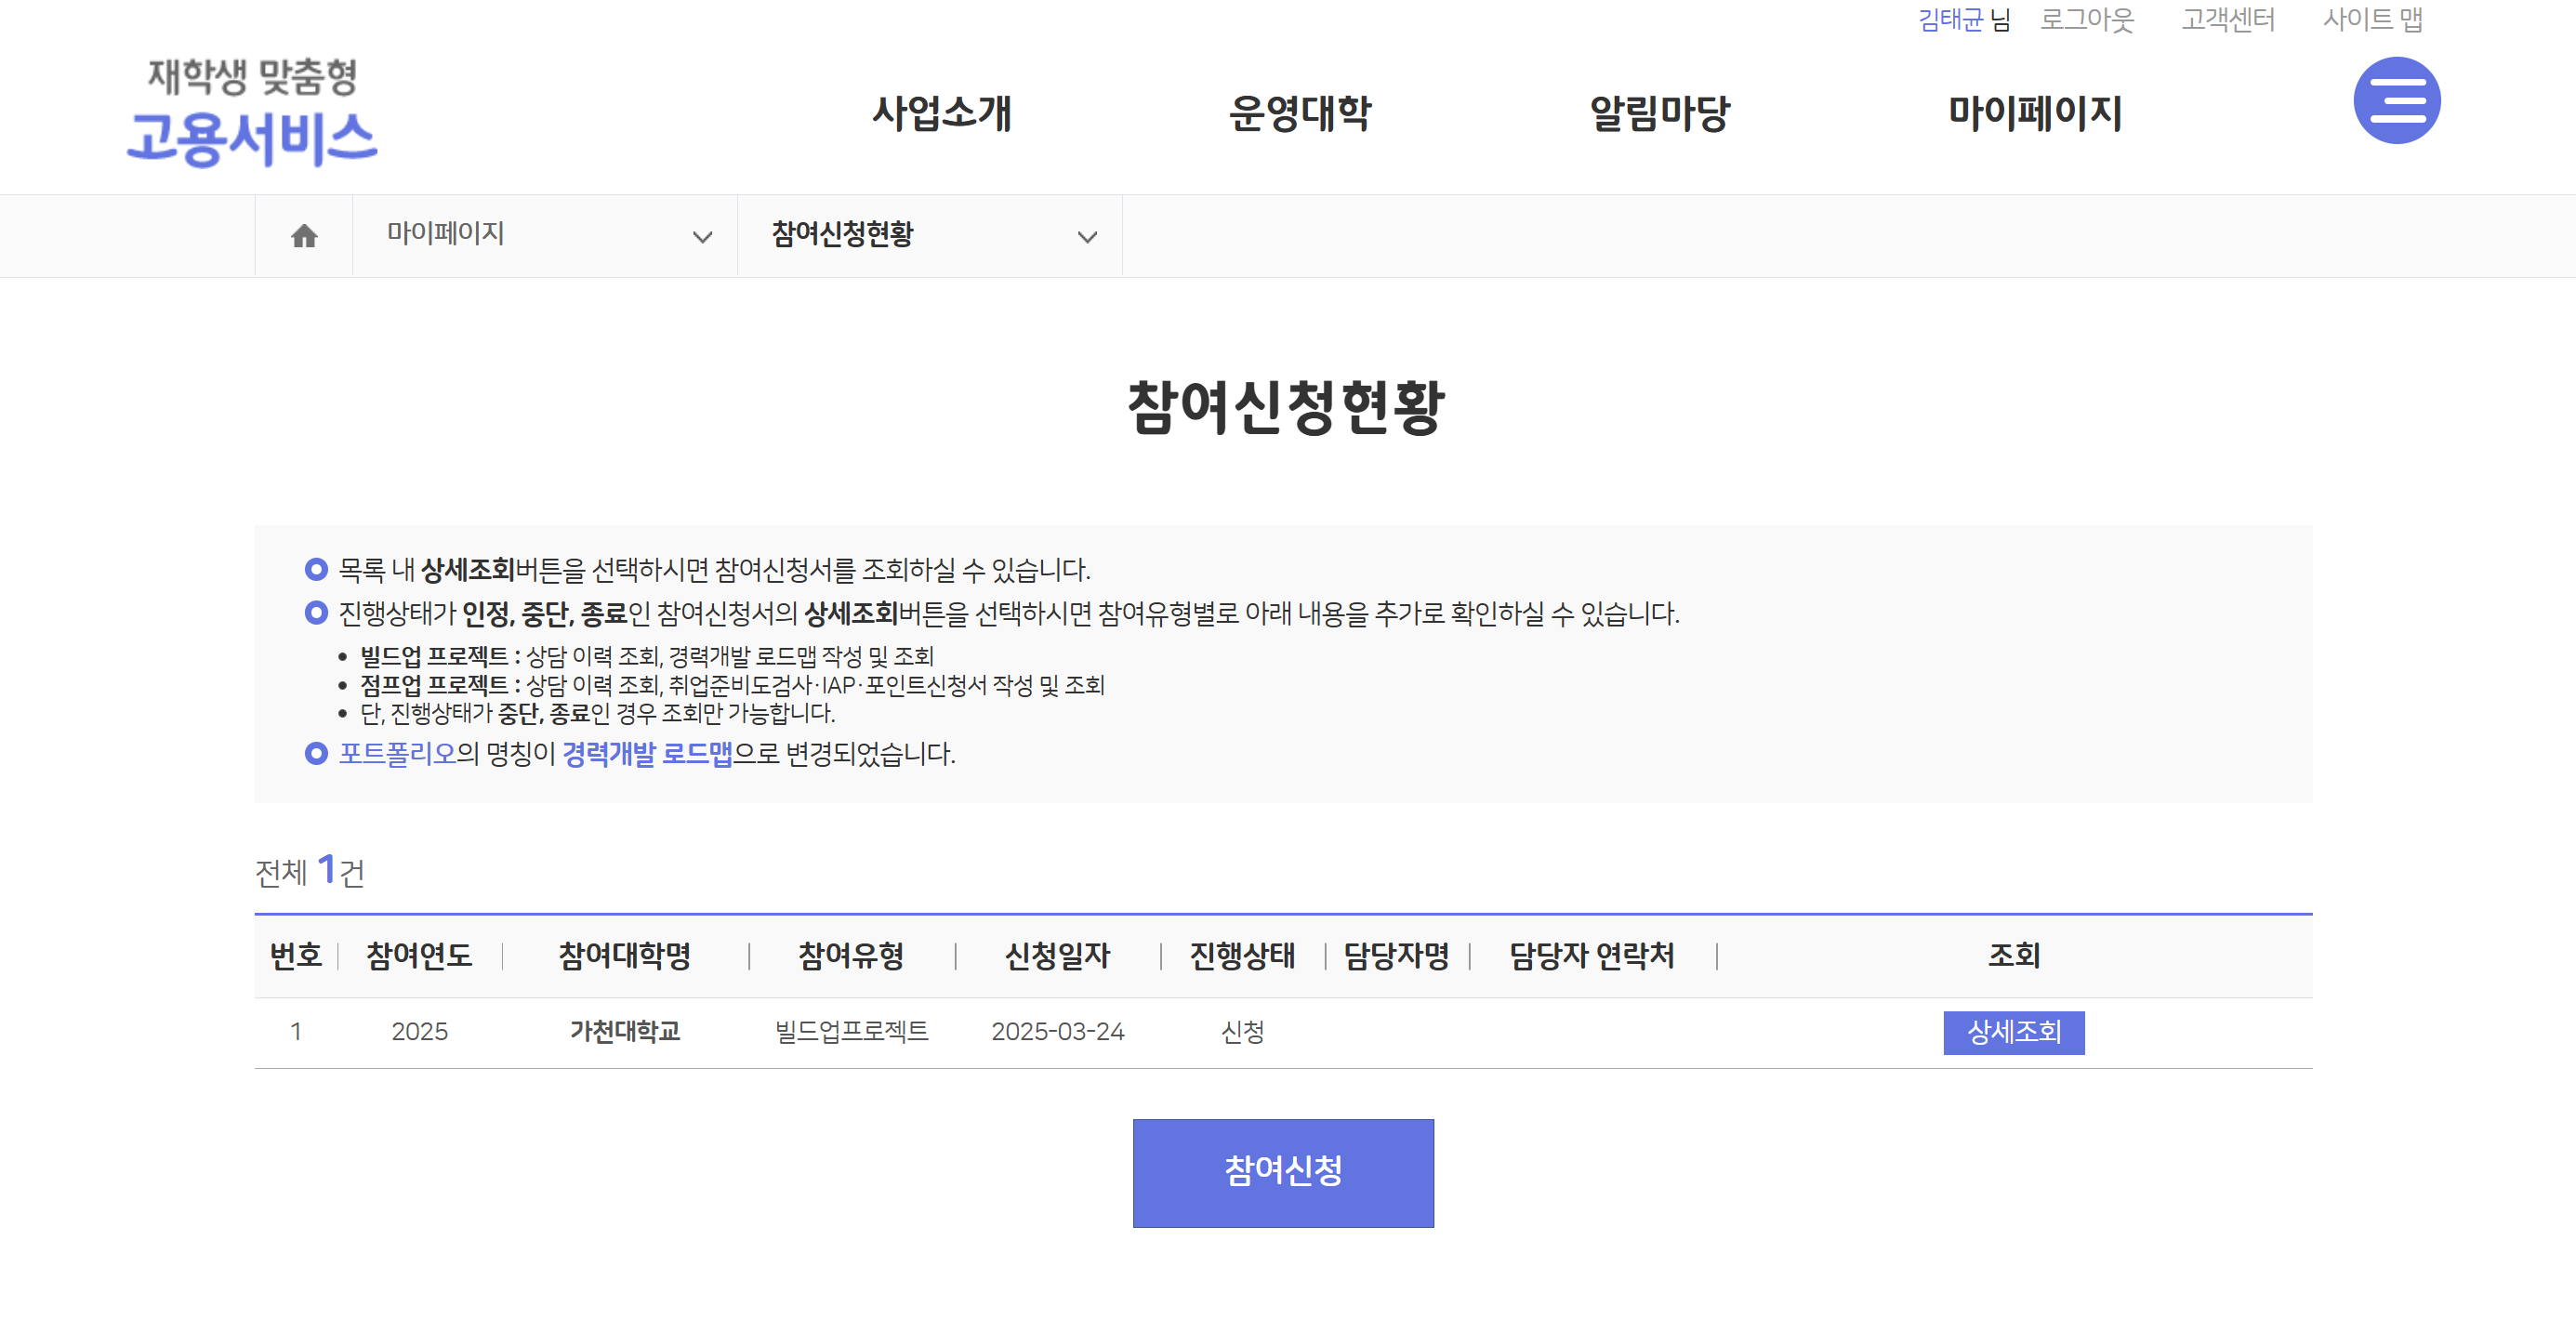 김태균 님 로그아웃 고객센터 사이트 맵
재학생 맞춤형
고용서비스
사업소개 운영대학 알림마당 마이페이지
마이페이지 참여신청현황
참여신청현황
목록 내 상세조회버튼을 선택하시면 참여신청서를 조회하실 수 있습니다.
진행상태가 인정, 중단, 종료인 참여신청서의 상세조회버튼을 선택하시면 참여유형별로 아래 내용을 추가로 확인하실 수 있습니다.
• 빌드업 프로젝트 : 상담 이력 조회, 경력개발 로드맵 작성 및 조회
• 점프업 프로젝트 : 상담 이력 조회, 취업준비도검사·IAP·포인트신청서 작성 및 조회
• 단, 진행상태가 중단, 종료인 경우 조회만 가능합니다.
포트폴리오의 명칭이 경력개발 로드맵으로 변경되었습니다.
전체 1건
번호 참여연도 참여대학명 참여유형 신청일자 진행상태 담당자명 담당자 연락처 조회
1 2025 가천대학교 빌드업프로젝트 2025-03-24 신청 상세조회
참여신청